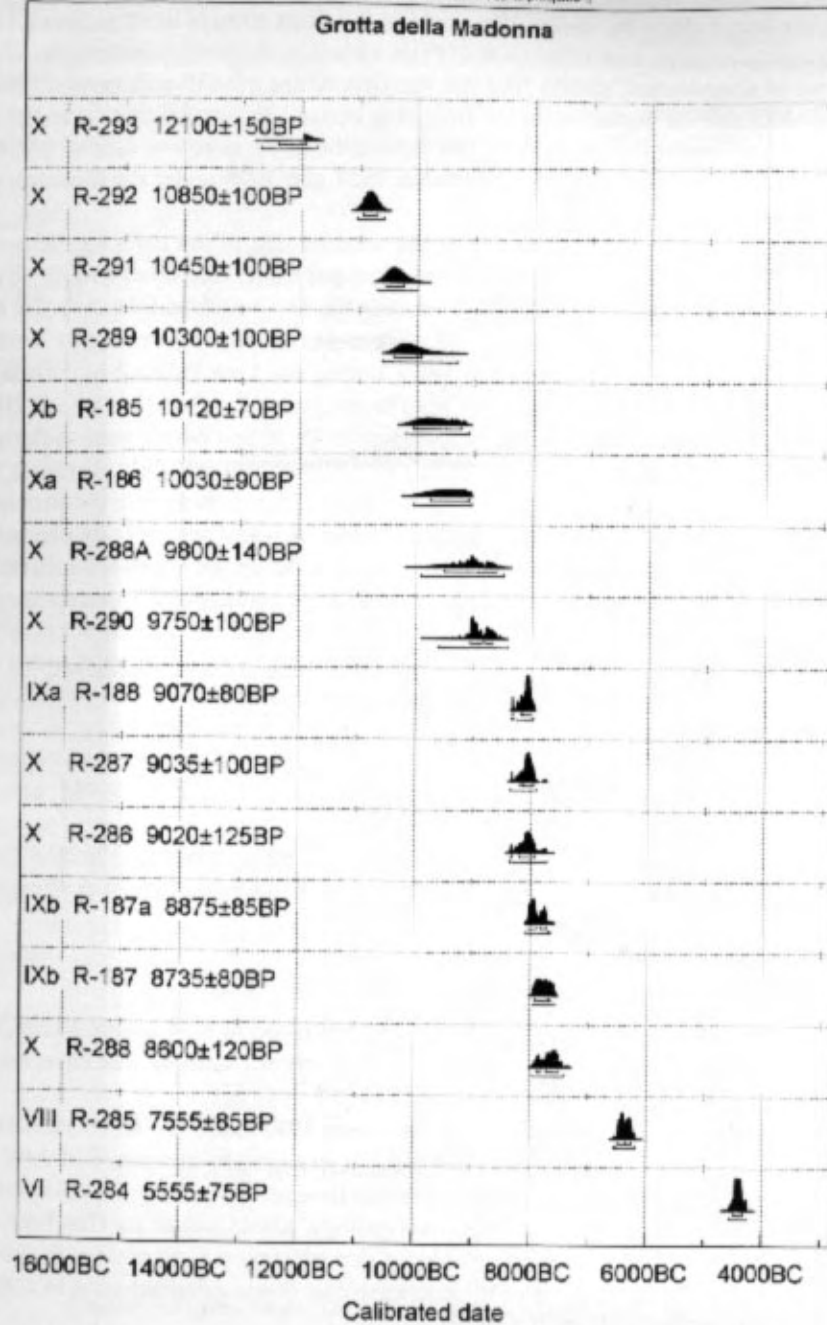 Grotta della Madonna
X R-293 12100±150BP
X R-292 10850±100BP
X R-291 10450±100BP
X R-289 10300±100BP
Xb R-185 10120±70BP
Xa R-186 10030±90BP
X R-288A 9800±140BP
X R-290 9750±100BP
IXa R-188 9070±80BP
X R-287 9035±100BP
X R-286 9020±125BP
IXb R-187a 8875±85BP
IXb R-187 8735±80BP
X R-288 8600±120BP
VIII R-285 7555±85BP
VI R-284 5555±75BP
16000BC 14000BC 12000BC 10000BC 8000BC 6000BC 4000BC
Calibrated date